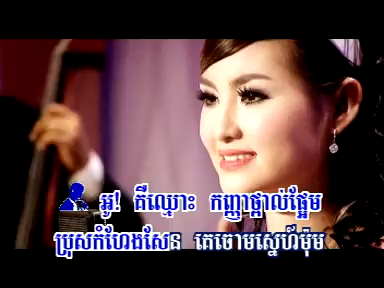 អូ! គឺឈ្មោះ កញ្ញាផ្កាល់ផ្អែម
ប្រុសកំហែងសែន គេចោមស្នេហ៍ម៉ុម